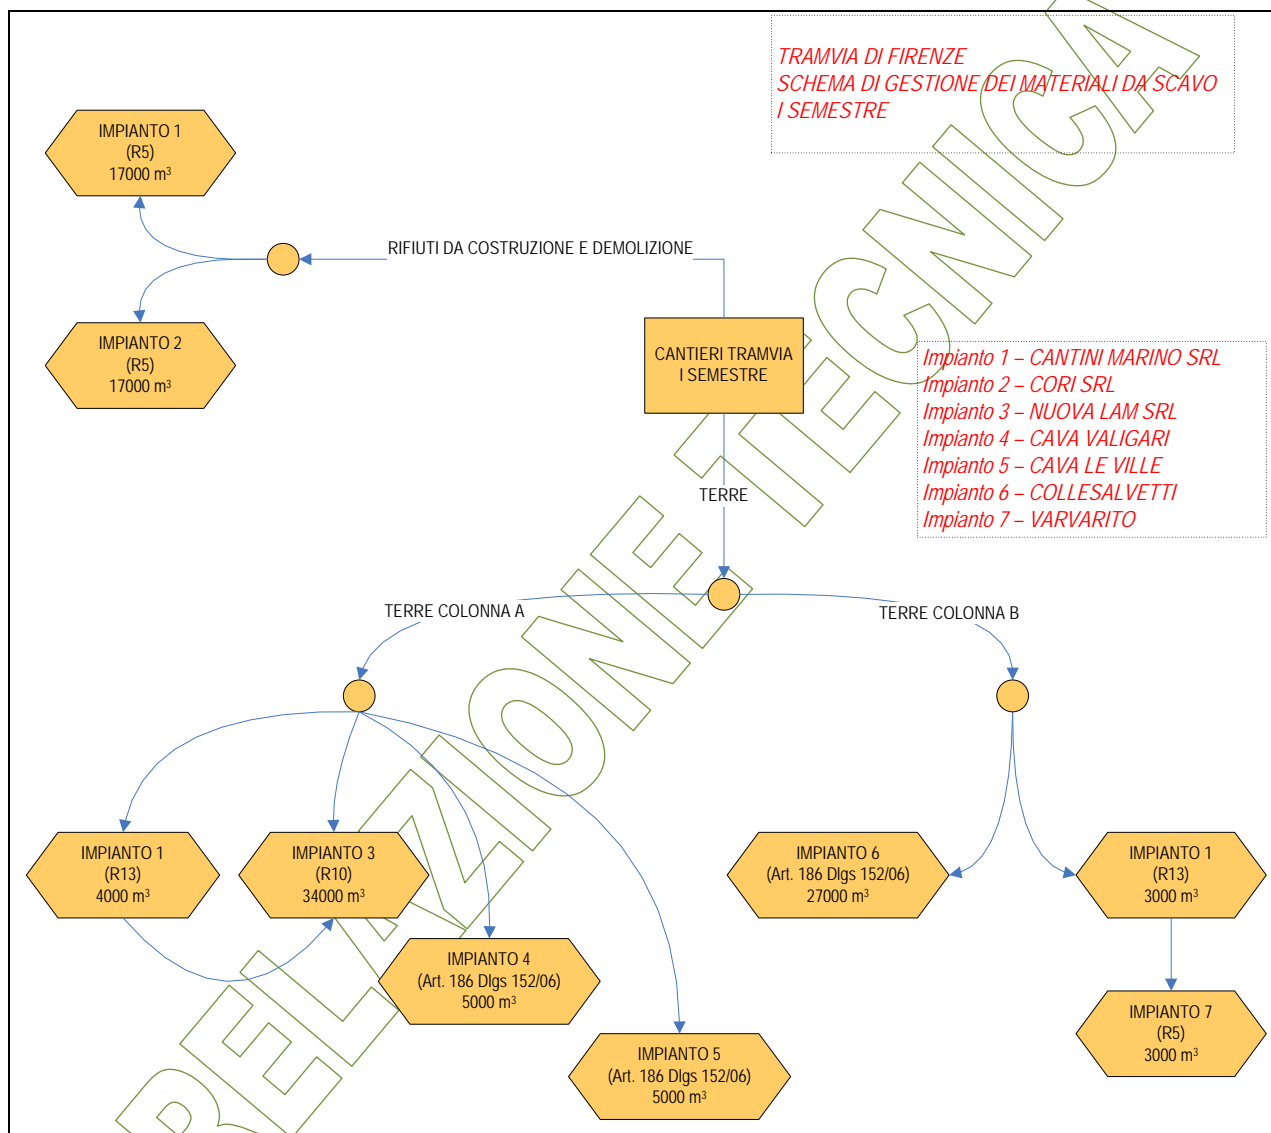 TRAMVIA DI FIRENZE
SCHEMA DI GESTIONE DEI MATERIALI DA SCAVO
I SEMESTRE
IMPIANTO 1
(R5)
17000 m³
RIFIUTI DA COSTRUZIONE E DEMOLIZIONE
IMPIANTO 2
(R5)
17000 m³
CANTIERI TRAMVIA
I SEMESTRE
Impianto 1 – CANTINI MARINO SRL
Impianto 2 – CORI SRL
Impianto 3 – NUOVA LAM SRL
Impianto 4 – CAVA VALIGARI
Impianto 5 – CAVA LE VILLE
Impianto 6 – COLLESALVETTI
Impianto 7 – VARVARITO
TERRE
TERRE COLONNA A
TERRE COLONNA B
IMPIANTO 1
(R13)
4000 m³
IMPIANTO 3
(R10)
34000 m³
IMPIANTO 6
(Art. 186 Dlgs 152/06)
27000 m³
IMPIANTO 1
(R13)
3000 m³
IMPIANTO 4
(Art. 186 Dlgs 152/06)
5000 m³
IMPIANTO 7
(R5)
3000 m³
IMPIANTO 5
(Art. 186 Dlgs 152/06)
5000 m³
RELAZIONE TECNICA